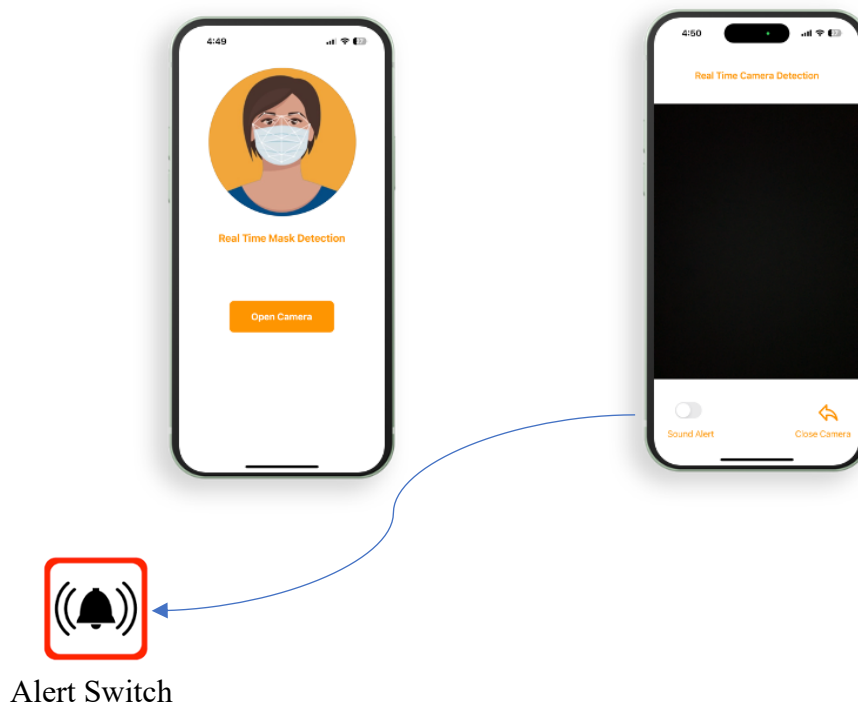 4:49
Real Time Mask Detection
Open Camera
4:50
Real Time Camera Detection
Sound Alert
Close Camera
Alert Switch